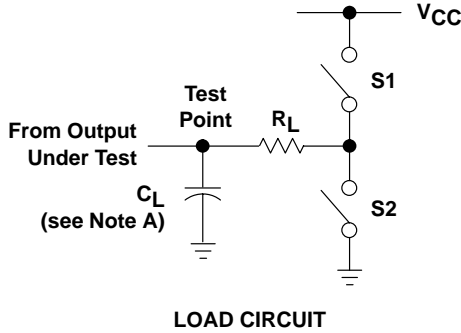 VCC
S1
Test
Point
RL
From Output
Under Test
CL
(see Note A)
S2
LOAD CIRCUIT